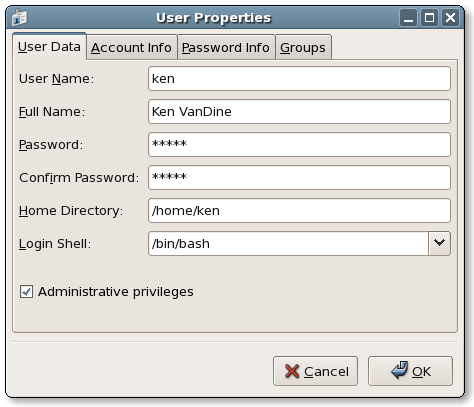 User Properties
User Data Account Info Password Info Groups
User Name: ken
Full Name: Ken VanDine
Password: *****
Confirm Password: *****
Home Directory: /home/ken
Login Shell: /bin/bash
Administrative privileges
Cancel OK